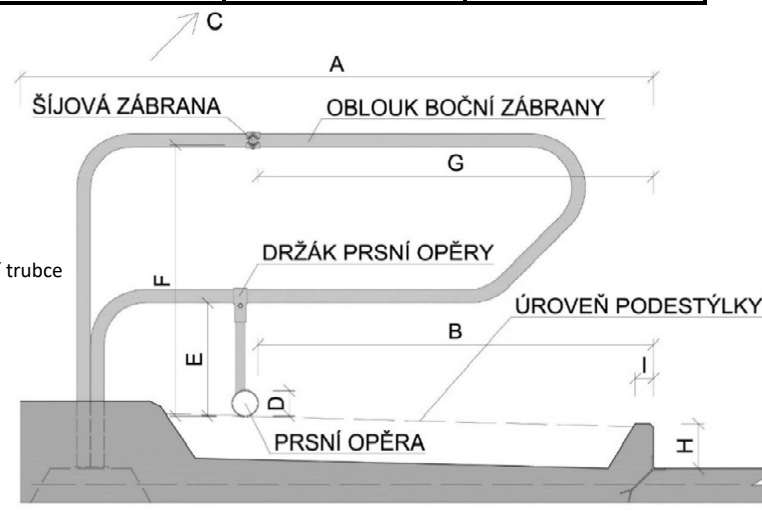 C
A
ŠÍJOVÁ ZÁBRANA
OBLOUK BOČNÍ ZÁBRANY
G
DRŽÁK PRSNÍ OPĚRY
trubce
F
ÚROVEŇ PODESTÝLKY
B
E
I
D
PRSNÍ OPĚRA
H